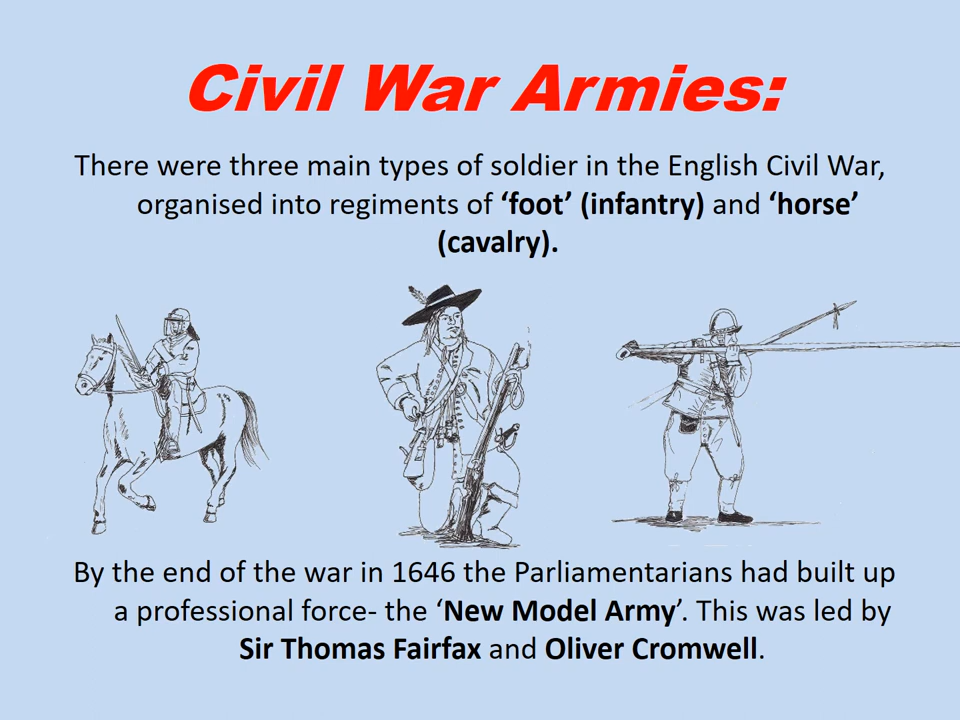 Civil War Armies:
There were three main types of soldier in the English Civil War,
organised into regiments of ‘foot’ (infantry) and ‘horse’
(cavalry).
By the end of the war in 1646 the Parliamentarians had built up
a professional force- the ‘New Model Army’. This was led by
Sir Thomas Fairfax and Oliver Cromwell.